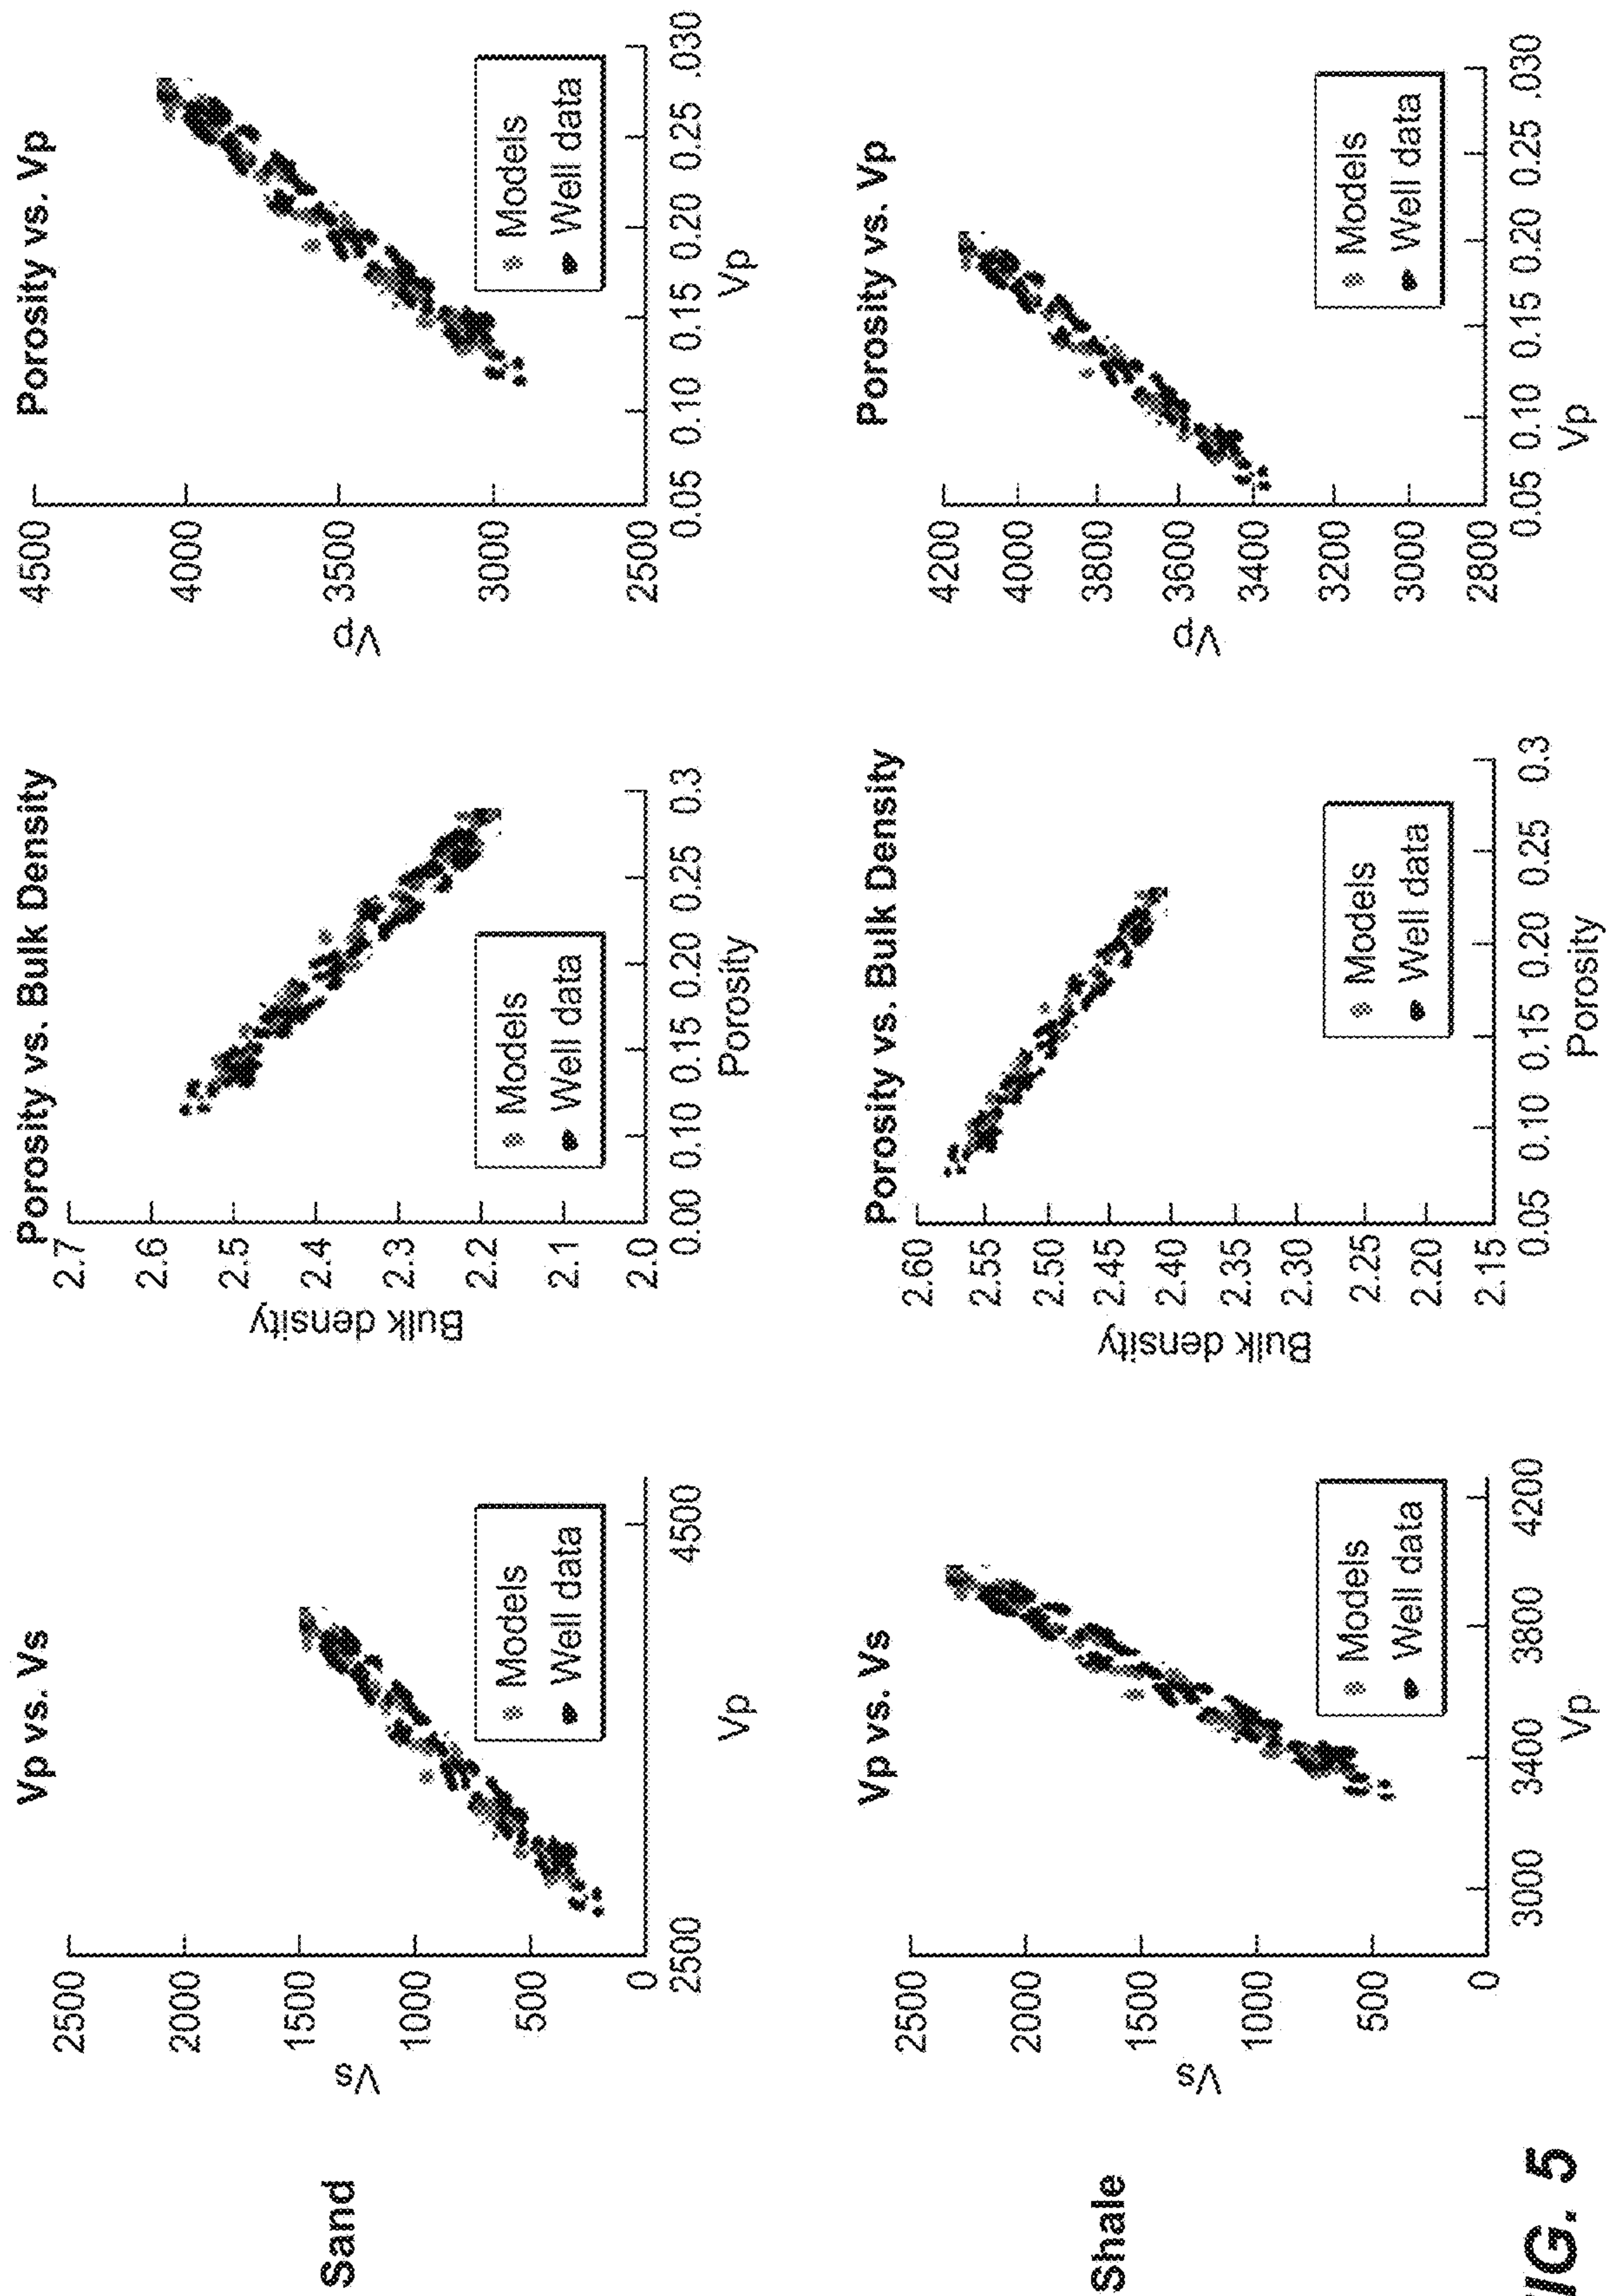 Sand
Vp vs. Vs
2500
2000
1500
1000
500
0
Vs
2500
4500
Vp
Models
Well data
Porosity vs. Bulk Density
2.7
2.6
2.5
2.4
2.3
2.2
2.1
2.0
Bulk density
0.00 0.10 0.15 0.20 0.25 0.3
Porosity
Models
Well data
Porosity vs. Vp
4500
4000
3500
3000
2500
Vp
0.05 0.10 0.15 0.20 0.25 .030
Vp
Models
Well data
Shale
Vp vs. Vs
2500
2000
1500
1000
500
0
Vs
3000 3400 3800 4200
Vp
Models
Well data
Porosity vs. Bulk Density
2.60
2.55
2.50
2.45
2.40
2.35
2.30
2.25
2.20
2.15
Bulk density
0.05 0.10 0.15 0.20 0.25 0.3
Porosity
Models
Well data
Porosity vs. Vp
4200
4000
3800
3600
3400
3200
3000
2800
Vp
0.05 0.10 0.15 0.20 0.25 .030
Vp
Models
Well data
IG. 5